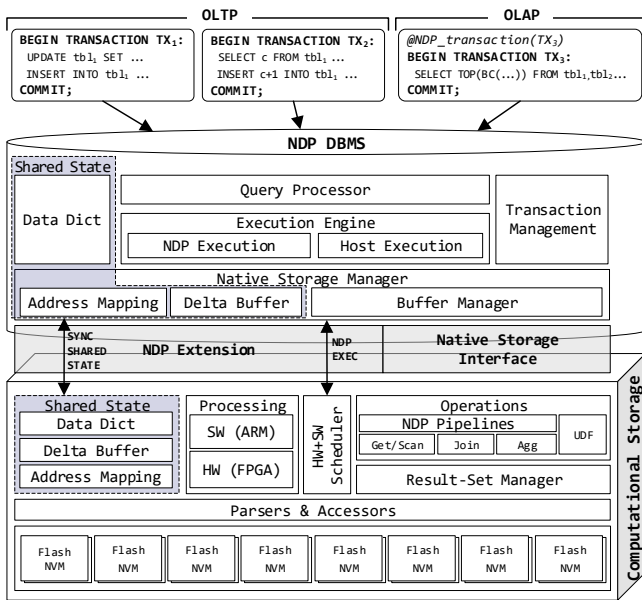 OLTP
OLAP
BEGIN TRANSACTION TX1:
UPDATE tbl1 SET ...
INSERT INTO tbl1 ...
COMMIT;
BEGIN TRANSACTION TX2:
SELECT c FROM tbl1 ...
INSERT c+1 INTO tbl1 ...
COMMIT;
@NDP_transaction(TX3)
BEGIN TRANSACTION TX3:
SELECT TOP(BC(...)) FROM tbl1,tbl2...
COMMIT;
NDP DBMS
Shared State
Data Dict
Query Processor
Execution Engine
NDP Execution
Host Execution
Transaction
Management
Native Storage Manager
Address Mapping
Delta Buffer
Buffer Manager
SYNC
SHARED
STATE
NDP Extension
NDP
EXEC
Native Storage
Interface
Computational Storage
Shared State
Data Dict
Delta Buffer
Address Mapping
Processing
SW (ARM)
HW (FPGA)
HW+SW
Scheduler
Operations
NDP Pipelines
Get/Scan
Join
Agg
UDF
Result-Set Manager
Parsers & Accessors
Flash
NVM
Flash
NVM
Flash
NVM
Flash
NVM
Flash
NVM
Flash
NVM
Flash
NVM
Flash
NVM